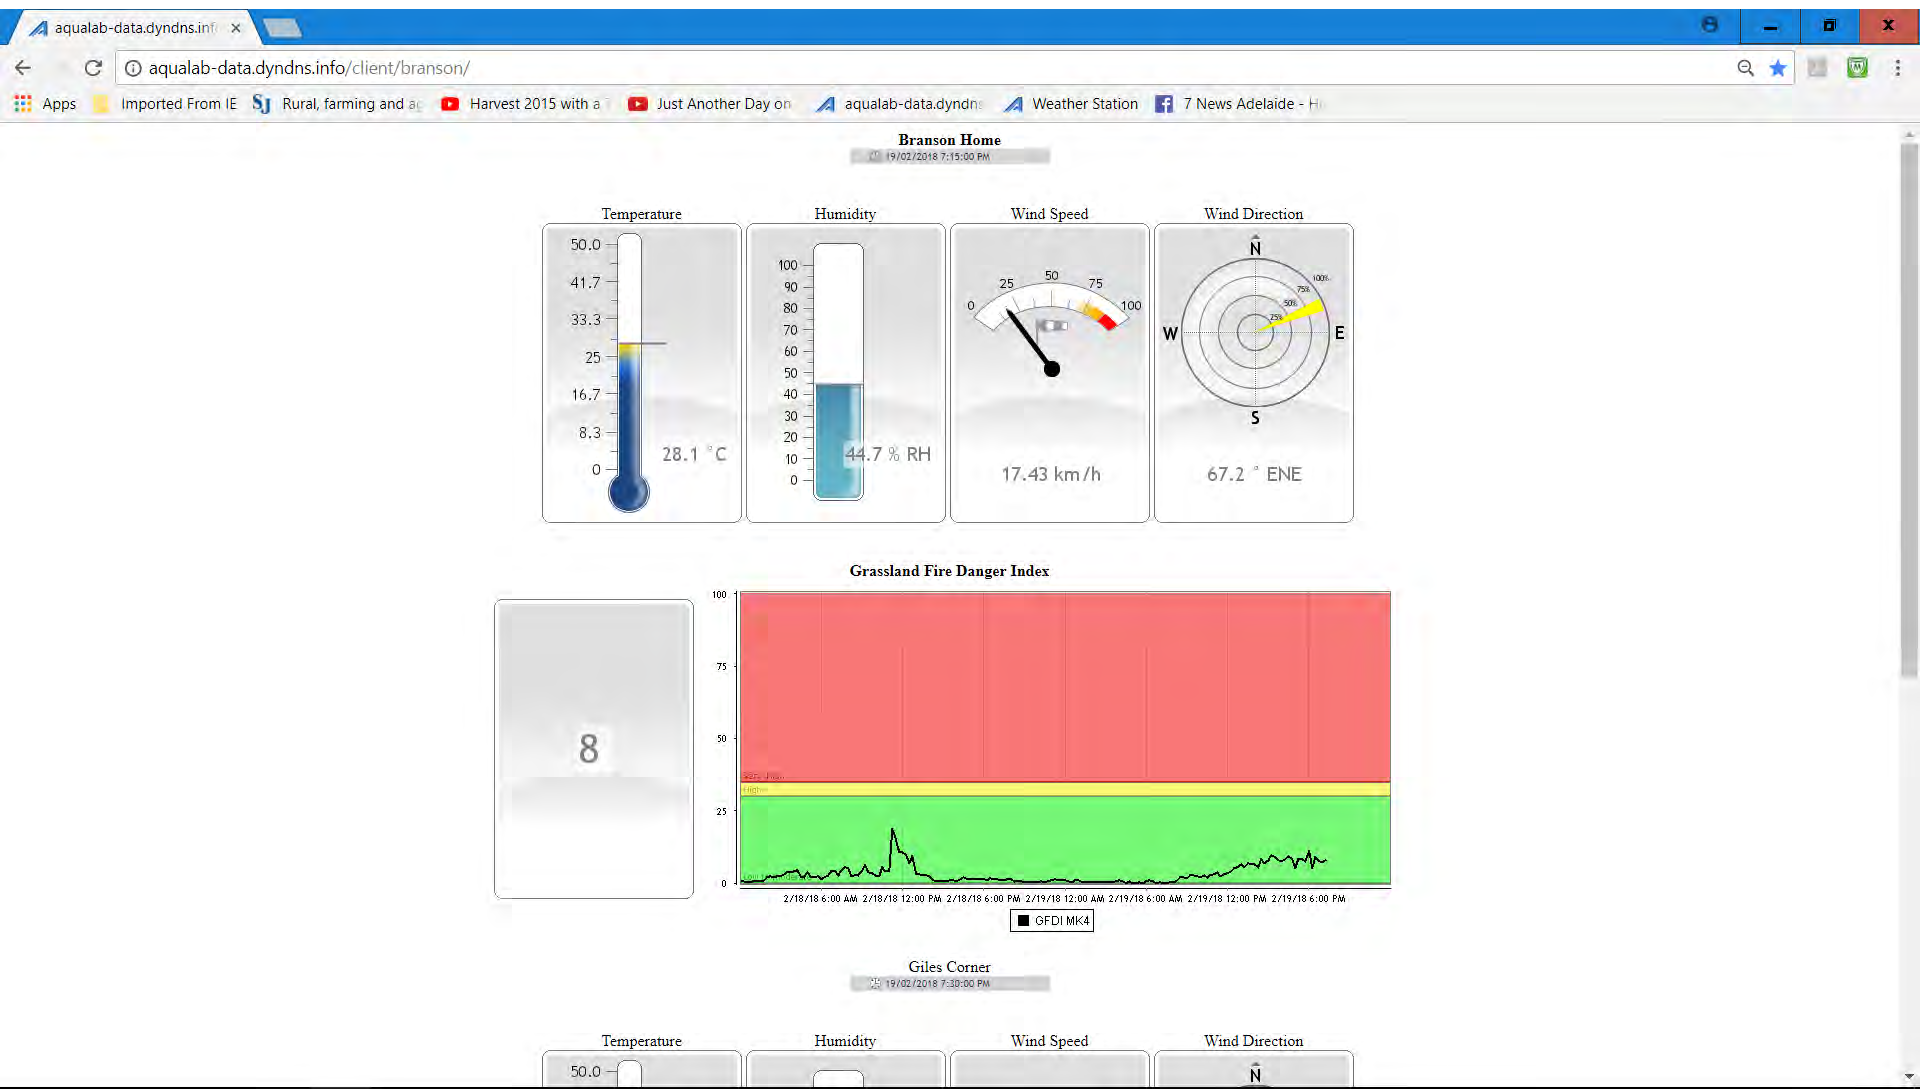 aqualab-data.dyndns.inf
aqualab-data.dyndns.info/client/branson/
Apps Imported From IE Rural, farming and ag Harvest 2015 with a Just Another Day on aqualab-data.dyndns Weather Station 7 News Adelaide - H
Branson Home
19/02/2018 7:15:00 PM
Temperature Humidity Wind Speed Wind Direction
50.0
41.7
33.3
25
16.7
8.3
0
28.1 °C
100
90
80
70
60
50
40
30
20
10
0
44.7 % RH
0 25 50 75 100
17.43 km/h
N
100%
75%
50%
25%
W E
S
67.2 ° ENE
Grassland Fire Danger Index
8
100
75
50
25
0
High
2/18/18 6:00 AM 2/18/18 12:00 PM 2/18/18 6:00 PM 2/19/18 12:00 AM 2/19/18 6:00 AM 2/19/18 12:00 PM 2/19/18 6:00 PM
GFDI MK4
Giles Corner
19/02/2018 7:30:00 PM
Temperature Humidity Wind Speed Wind Direction
50.0
N